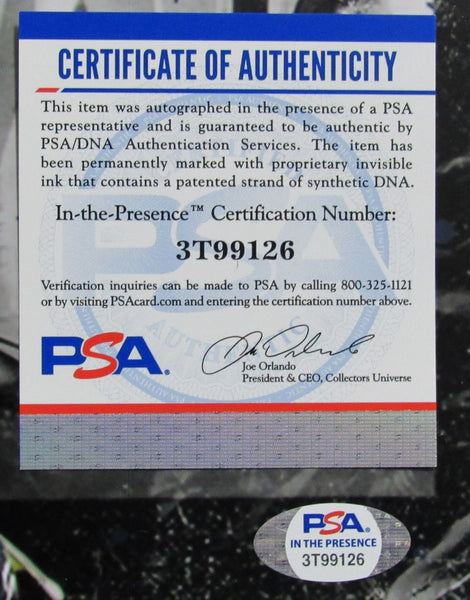 CERTIFICATE OF AUTHENTICITY
This item was autographed in the presence of a PSA
representative and is guaranteed to be authentic by
PSA/DNA Authentication Services. The item has
been permanently marked with proprietary invisible
ink that contains a patented strand of synthetic DNA.
In-the-Presence™ Certification Number:
3T99126
Verification inquiries can be made to PSA by calling 800-325-1121
or by visiting PSAcard.com and entering the certification number above.
PSA®
Joe Orlando
President & CEO, Collectors Universe
PSA®
IN THE PRESENCE
3T99126